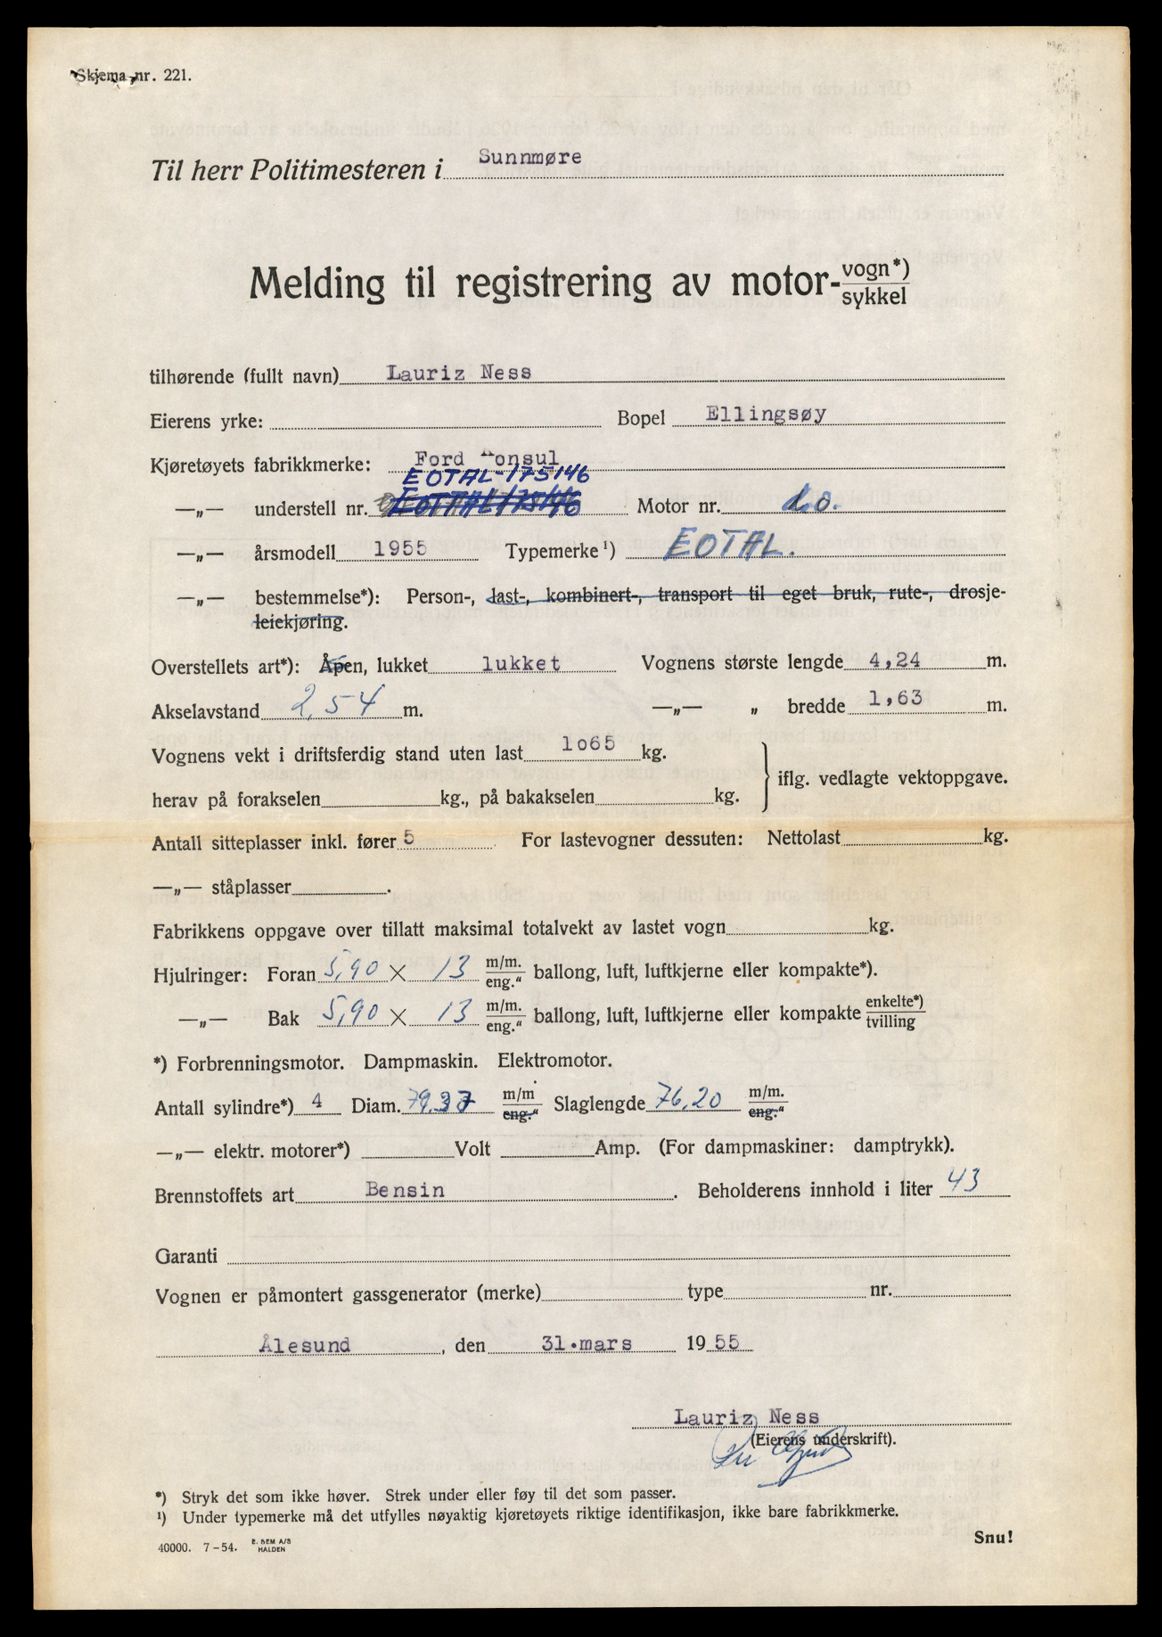 Skjema nr. 221.
Til herr Politimesteren i Sunnmøre
Melding til registrering av motor-vogn*)
sykkel
tilhørende (fullt navn) Lauriz Ness
Eierens yrke: Bopel Ellingsøy
Kjøretøyets fabrikkmerke: Ford Consul
EOTAL-175146
—„— understell nr. EOTTAL175146 Motor nr. do.
—„— årsmodell 1955 Typemerke ¹) EOTAL.
—„— bestemmelse*): Person-, last-, kombinert-, transport til eget bruk, rute-, drosje-
leiekjøring.
Overstellets art*): Åpen, lukket lukket Vognens største lengde 4,24 m.
Akselavstand 2,54 m. —„— „ bredde 1,63 m.
Vognens vekt i driftsferdig stand uten last 1o65 kg.
iflg. vedlagte vektoppgave.
herav på forakselen kg., på bakakselen kg.
Antall sitteplasser inkl. fører 5 For lastevogner dessuten: Nettolast kg.
—„— ståplasser .
Fabrikkens oppgave over tillatt maksimal totalvekt av lastet vogn kg.
Hjulringer: Foran 5,90 × 13 m/m. eng." ballong, luft, luftkjerne eller kompakte*).
—„— Bak 5,90 × 13 m/m. eng." ballong, luft, luftkjerne eller kompakte enkelte*) tvilling
*) Forbrenningsmotor. Dampmaskin. Elektromotor.
Antall sylindre*) 4 Diam. 79,37 m/m eng." Slaglengde 76,20 m/m. eng."
—„— elektr. motorer*) Volt Amp. (For dampmaskiner: damptrykk).
Brennstoffets art Bensin . Beholderens innhold i liter 43
Garanti
Vognen er påmontert gassgenerator (merke) type nr.
Ålesund , den 31.mars 1955
Lauriz Ness
(Eierens underskrift).
*) Stryk det som ikke høver. Strek under eller føy til det som passer.
¹) Under typemerke må det utfylles nøyaktig kjøretøyets riktige identifikasjon, ikke bare fabrikkmerke.
Snu!
40000. 7-54. E. SEM A/S HALDEN